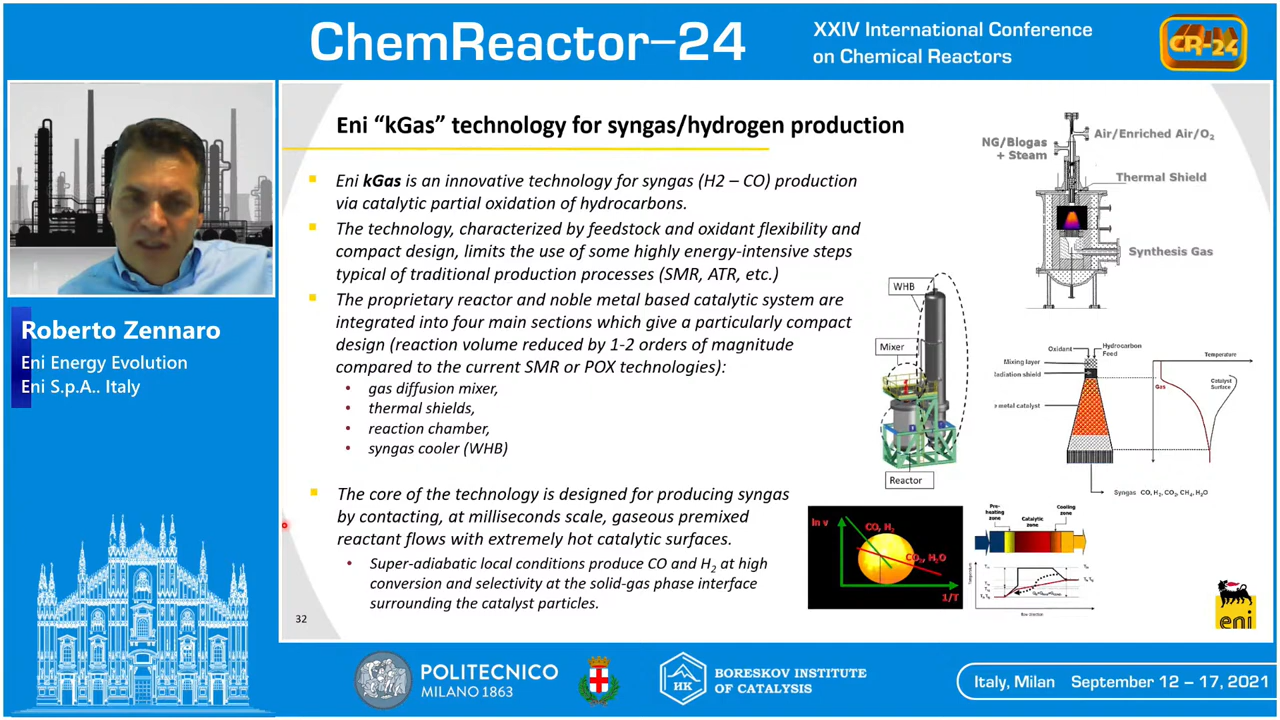 ChemReactor-24
XXIV International Conference
on Chemical Reactors
CR-24
Roberto Zennaro
Eni Energy Evolution
Eni S.p.A.. Italy
Eni “kGas” technology for syngas/hydrogen production
Eni kGas is an innovative technology for syngas (H2 – CO) production
via catalytic partial oxidation of hydrocarbons.
The technology, characterized by feedstock and oxidant flexibility and
compact design, limits the use of some highly energy-intensive steps
typical of traditional production processes (SMR, ATR, etc.)
The proprietary reactor and noble metal based catalytic system are
integrated into four main sections which give a particularly compact
design (reaction volume reduced by 1-2 orders of magnitude
compared to the current SMR or POX technologies):
gas diffusion mixer,
thermal shields,
reaction chamber,
syngas cooler (WHB)
The core of the technology is designed for producing syngas
by contacting, at milliseconds scale, gaseous premixed
reactant flows with extremely hot catalytic surfaces.
Super-adiabatic local conditions produce CO and H2 at high
conversion and selectivity at the solid-gas phase interface
surrounding the catalyst particles.
32
NG/Biogas
+ Steam
Air/Enriched Air/O2
Thermal Shield
Synthesis Gas
WHB
Mixer
Reactor
Oxidant
Hydrocarbon
Feed
Mixing layer
adiation shield
metal catalyst
Temperature
Gas
Catalyst
Surface
Syngas CO, H2, CO2, CH4, H2O
ln v
CO, H2
CO2, H2O
1/T
Pre-
heating
zone
Catalytic
zone
Cooling
zone
Temperature
eni
POLITECNICO
MILANO 1863
BORESKOV INSTITUTE
OF CATALYSIS
Italy, Milan September 12 – 17, 2021